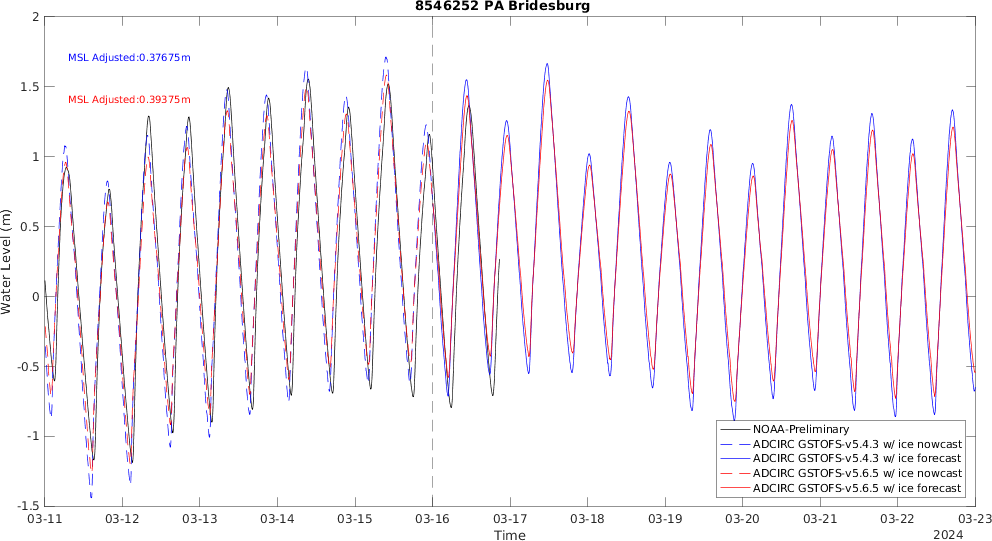 8546252 PA Bridesburg
MSL Adjusted:0.37675m
MSL Adjusted:0.39375m
Water Level (m)
2
1.5
1
0.5
0
-0.5
-1
-1.5
NOAA-Preliminary
ADCIRC GSTOFS-v5.4.3 w/ ice nowcast
ADCIRC GSTOFS-v5.4.3 w/ ice forecast
ADCIRC GSTOFS-v5.6.5 w/ ice nowcast
ADCIRC GSTOFS-v5.6.5 w/ ice forecast
03-11 03-12 03-13 03-14 03-15 03-16 03-17 03-18 03-19 03-20 03-21 03-22 03-23
Time
2024